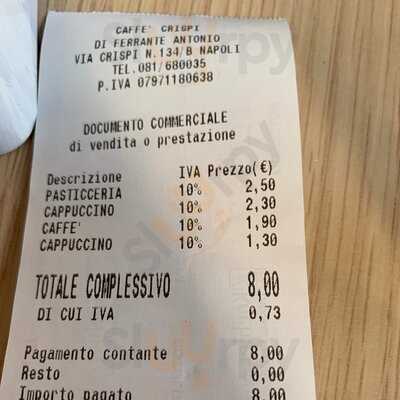 CAFFE' CRISPI
DI FERRANTE ANTONIO
VIA CRISPI N.134/B NAPOLI
TEL.081/680035
P.IVA 07971180638
DOCUMENTO COMMERCIALE
di vendita o prestazione
Descrizione IVA Prezzo(€)
PASTICCERIA 10% 2,50
CAPPUCCINO 10% 2,30
CAFFE' 10% 1,90
CAPPUCCINO 10% 1,30
TOTALE COMPLESSIVO 8,00
DI CUI IVA 0,73
Pagamento contante 8,00
Resto 0,00
Importo pagato 8,00